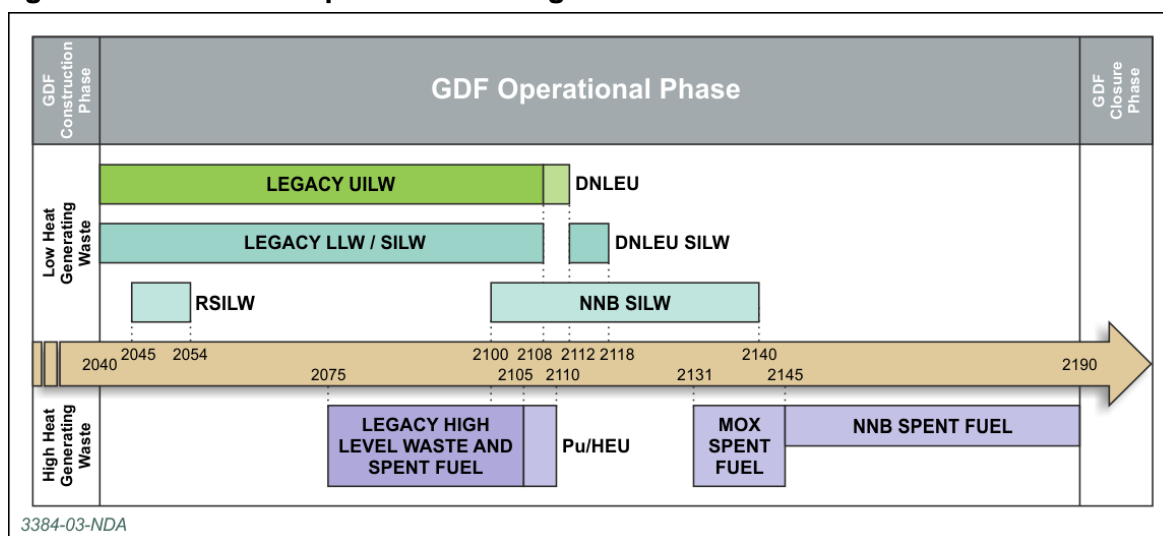 GDF
Construction
Phase
GDF Operational Phase
GDF
Closure
Phase
Low Heat
Generating
Waste
LEGACY UILW
DNLEU
LEGACY LLW / SILW
DNLEU SILW
RSILW
NNB SILW
2045
2054
2100
2108
2112
2118
2140
2040
2190
2075
2105
2110
2131
2145
High Heat
Generating
Waste
LEGACY HIGH
LEVEL WASTE AND
SPENT FUEL
Pu/HEU
MOX
SPENT
FUEL
NNB SPENT FUEL
3384-03-NDA